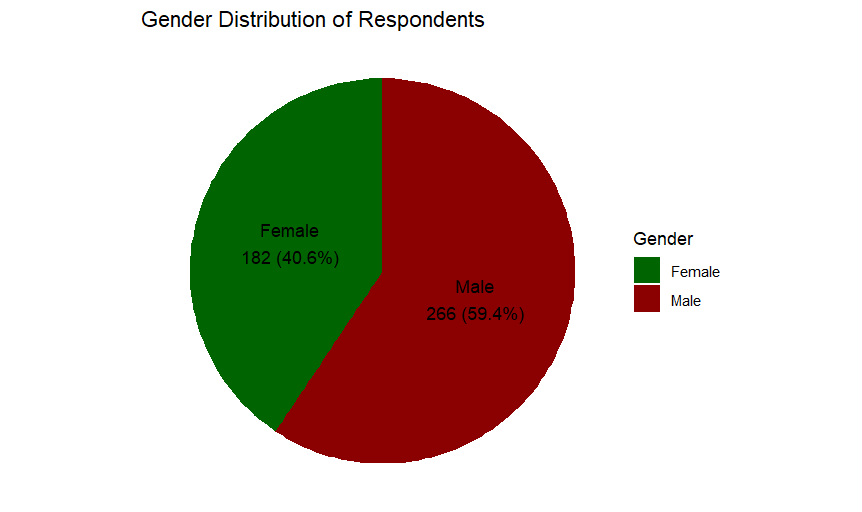 Gender Distribution of Respondents
Female
182 (40.6%)
Male
266 (59.4%)
Gender
Female
Male